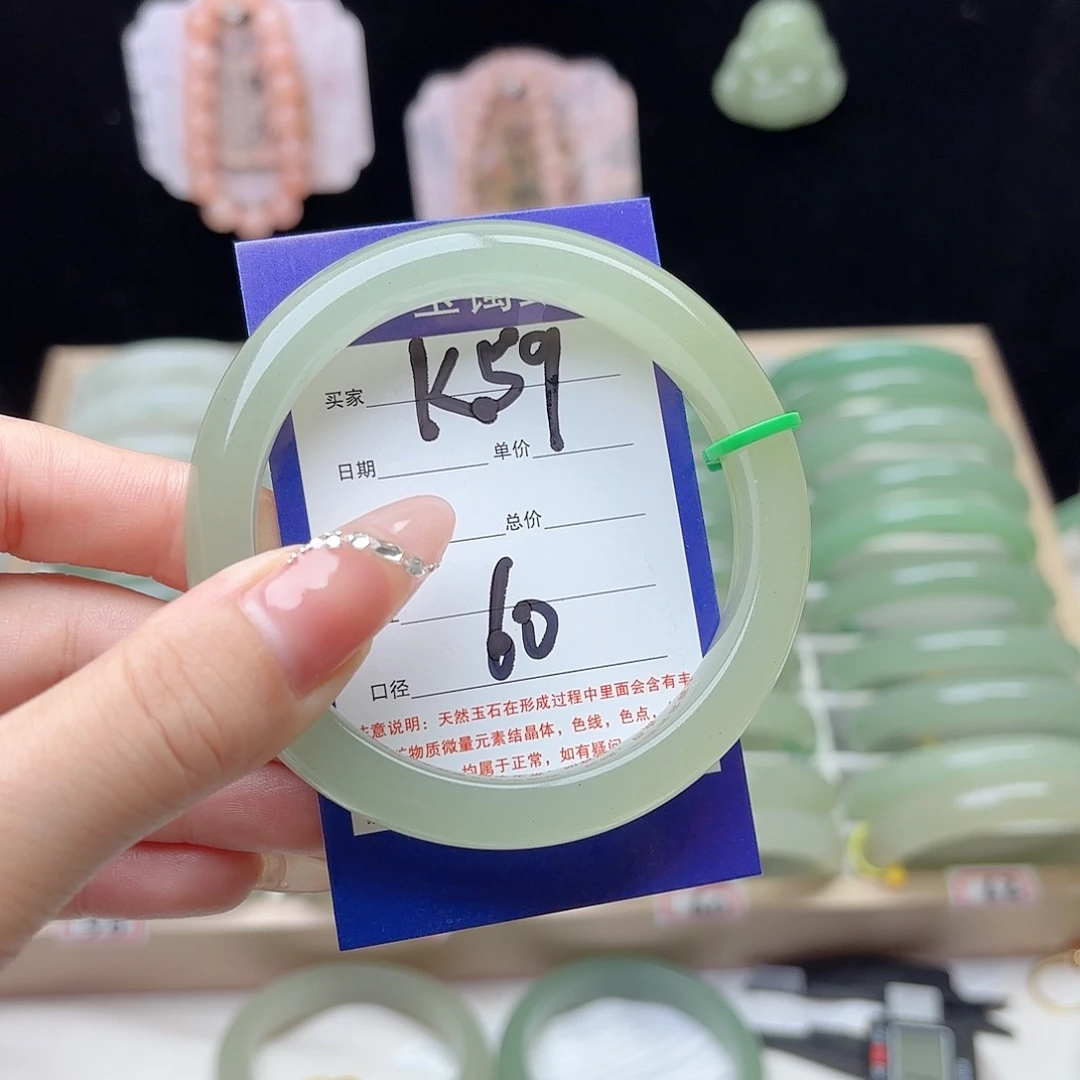 K59
买家
日期 单价
总价
60
口径
意说明：天然玉石在形成过程中里面会含有丰
物质微量元素结晶体，色线，色点，
均属于正常，如有疑问